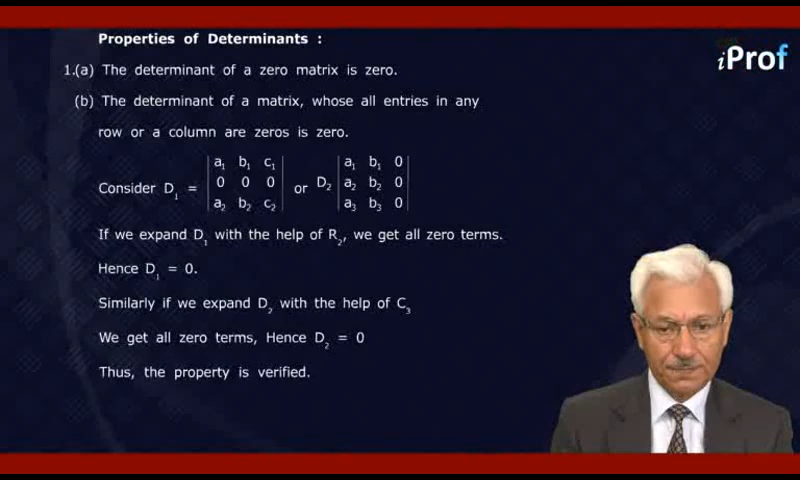 Properties of Determinants :
iProf
1.(a) The determinant of a zero matrix is zero.
(b) The determinant of a matrix, whose all entries in any
row or a column are zeros is zero.
Consider D₁ = | a₁ b₁ c₁ | or D₂ | a₁ b₁ 0 |
| 0 0 0 | | a₂ b₂ 0 |
| a₂ b₂ c₂ | | a₃ b₃ 0 |
If we expand D₁ with the help of R₂, we get all zero terms.
Hence D₁ = 0.
Similarly if we expand D₂ with the help of C₃
We get all zero terms, Hence D₂ = 0
Thus, the property is verified.